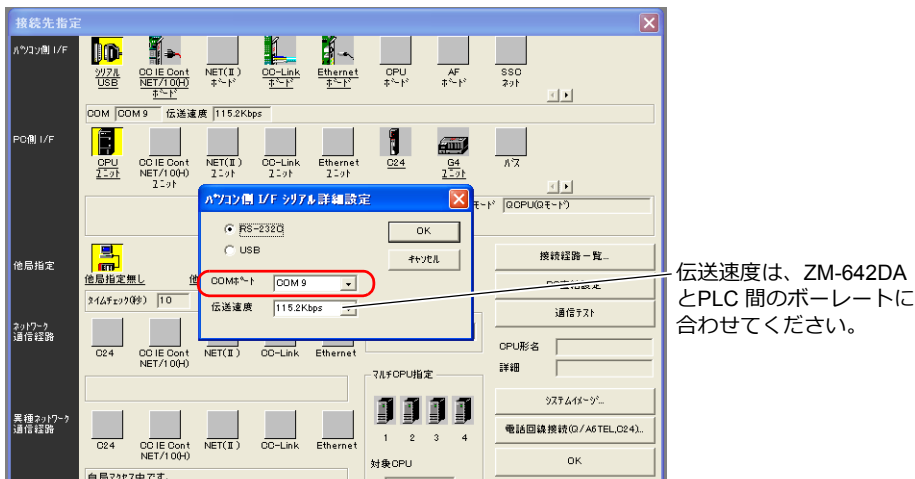 接続先指定
パソコン側 I/F
シリアル
USB
CC IE Cont
NET/10(H)
ボード
NET(Ⅱ)
ボード
CC-Link
ボード
Ethernet
ボード
CPU
ボード
AF
ボード
SSC
ネット
COM COM 9 伝送速度 115.2Kbps
PC側 I/F
CPU
ユニット
CC IE Cont
NET/10(H)
ユニット
NET(Ⅱ)
ユニット
CC-Link
ユニット
Ethernet
ユニット
C24
G4
ユニット
バス
モード QCPU(Qモード)
パソコン側 I/F シリアル詳細設定
RS-232C
USB
OK
キャンセル
COMポート COM 9
伝送速度 115.2Kbps
伝送速度は、ZM-642DA
とPLC 間のボーレートに
合わせてください。
他局指定
他局指定無し
他
タイムチェック(秒) 10
接続経路一覧...
通信テスト
CPU形名
詳細
ネットワーク
通信経路
C24
CC IE Cont
NET/10(H)
NET(Ⅱ)
CC-Link
Ethernet
マルチCPU指定
1 2 3 4
対象CPU
システムイメージ...
電話回線接続(Q/A6TEL,C24)...
OK
異種ネットワーク
通信経路
C24
CC IE Cont
NET/10(H)
NET(Ⅱ)
CC-Link
Ethernet
自局アクセス中です。